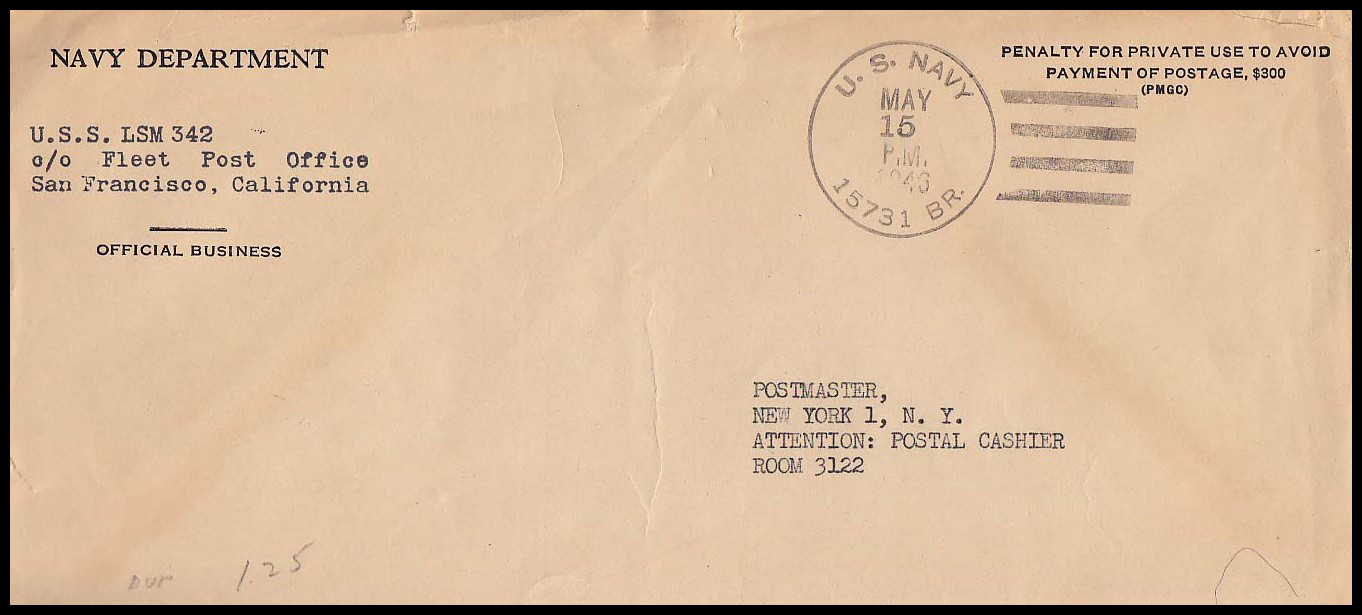 NAVY DEPARTMENT
U.S.S. LSM 342
c/o Fleet Post Office
San Francisco, California
OFFICIAL BUSINESS
U. S. NAVY
MAY
15
P.M.
1946
15731 BR.
PENALTY FOR PRIVATE USE TO AVOID
PAYMENT OF POSTAGE, $300
(PMGC)
POSTMASTER,
NEW YORK 1, N. Y.
ATTENTION: POSTAL CASHIER
ROOM 3122
1.25